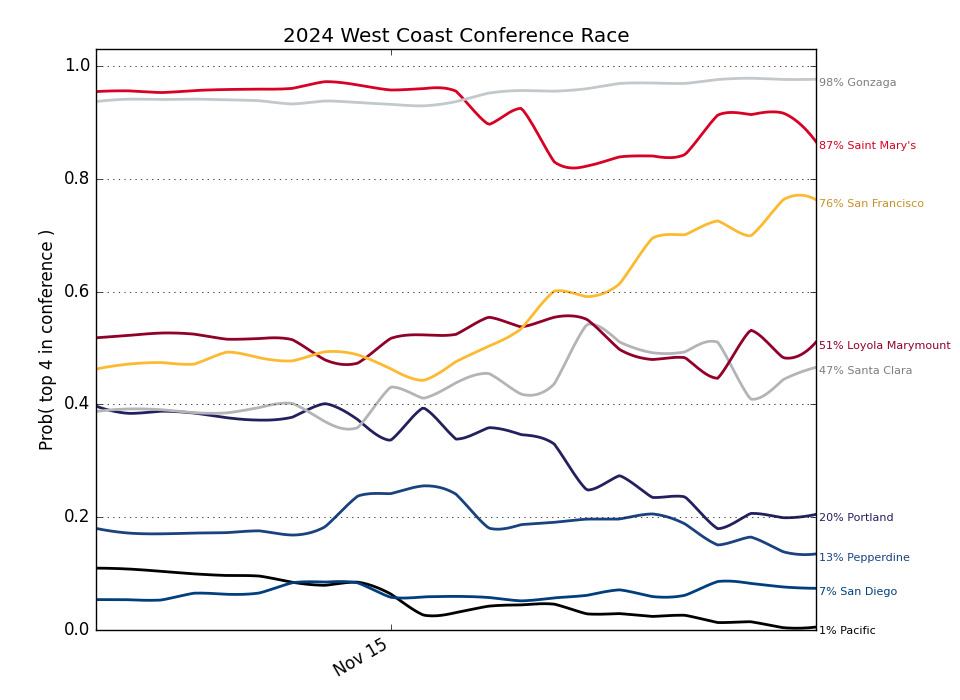 2024 West Coast Conference Race
Prob( top 4 in conference )
1.0
0.8
0.6
0.4
0.2
0.0
Nov 15
98% Gonzaga
87% Saint Mary's
76% San Francisco
51% Loyola Marymount
47% Santa Clara
20% Portland
13% Pepperdine
7% San Diego
1% Pacific